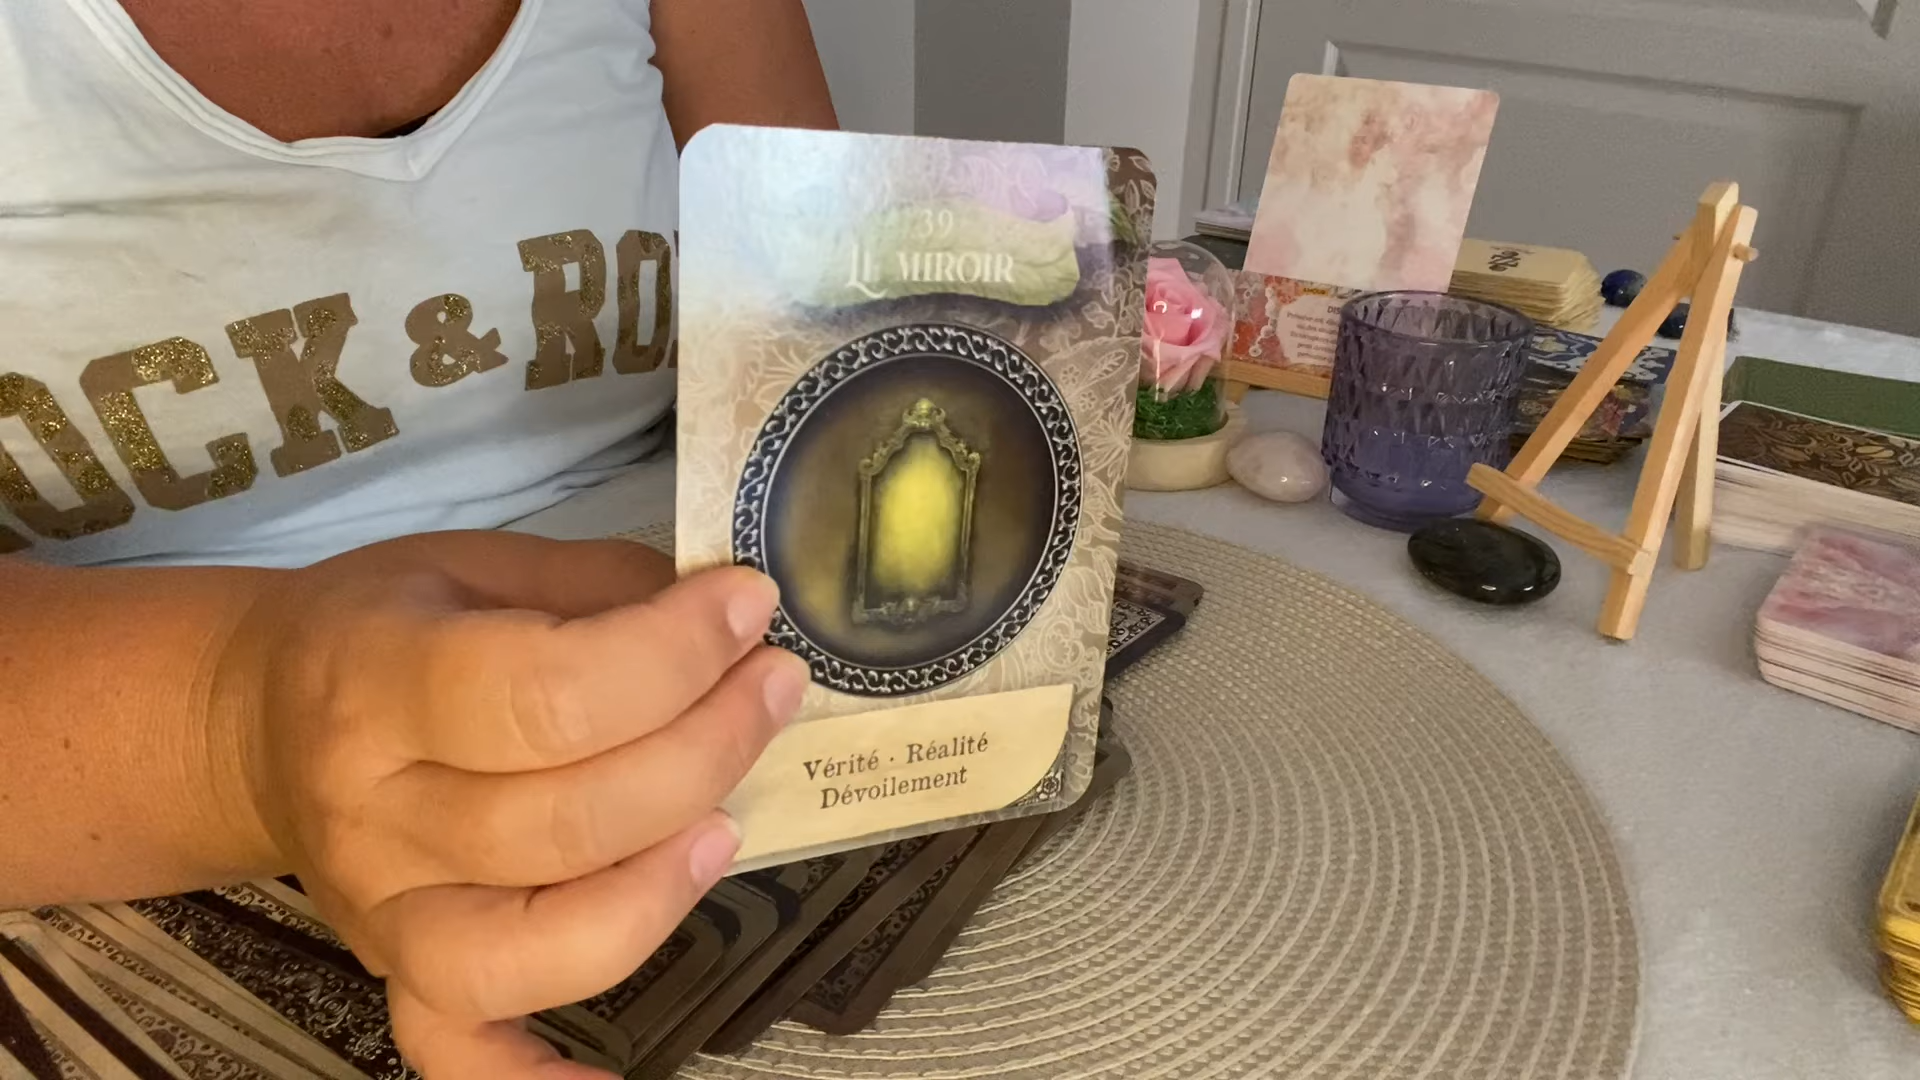 OCK & RO
39
LE MIROIR
Vérité · Réalité
Dévoilement